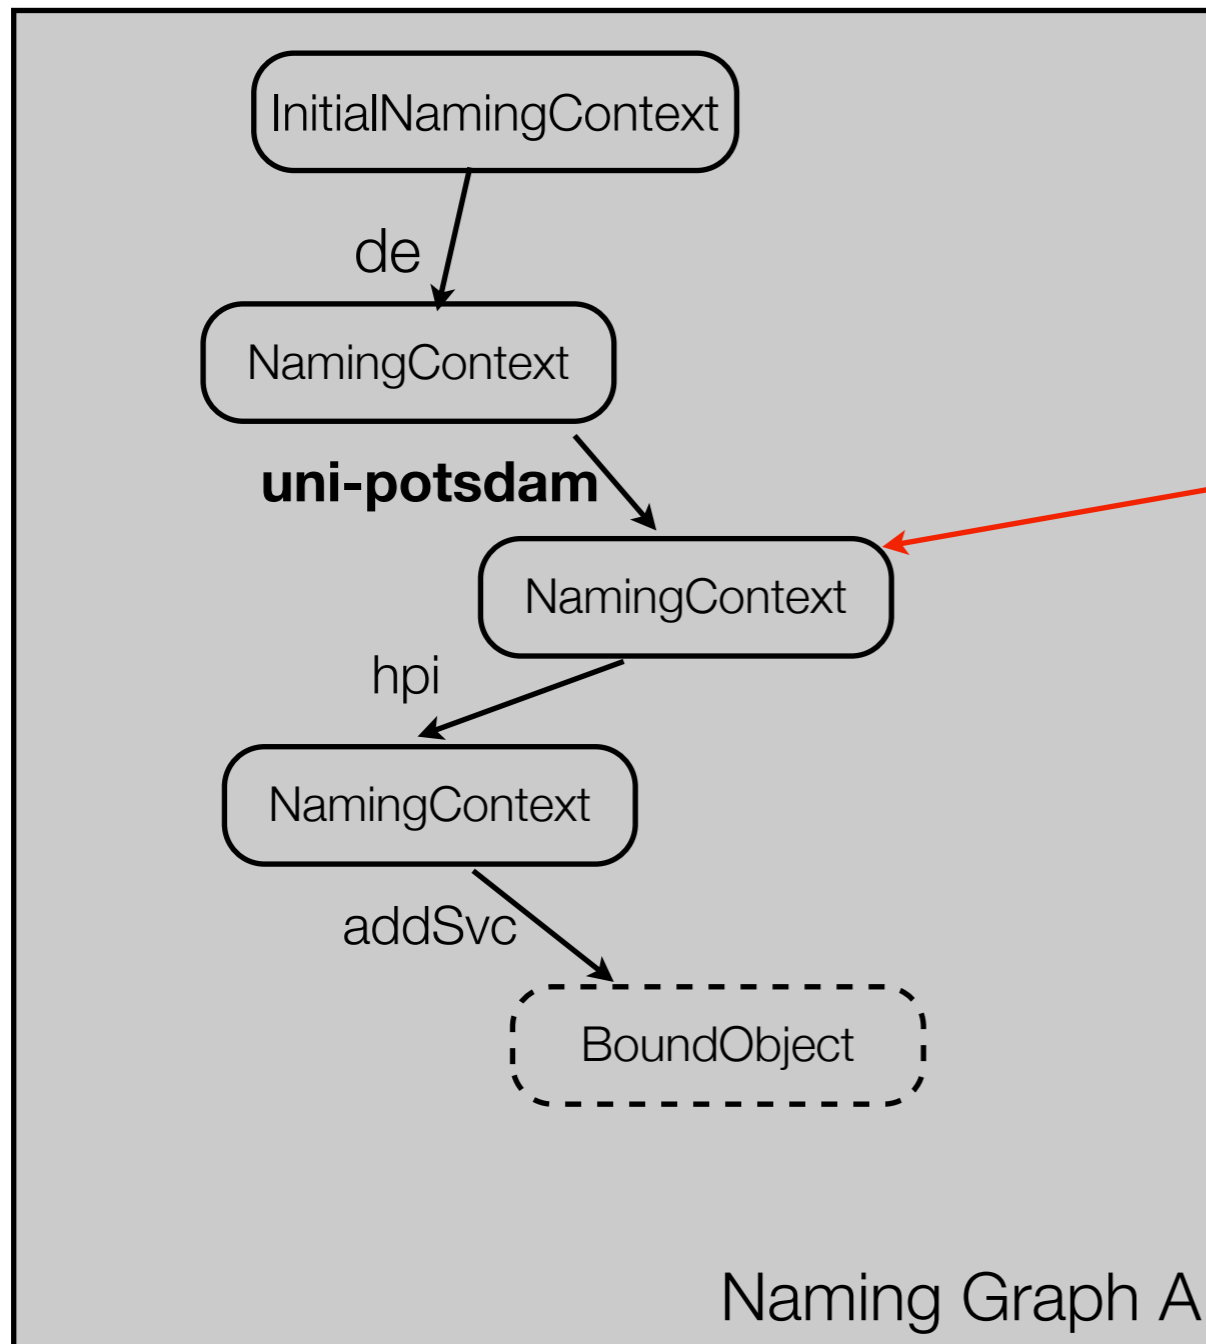 InitialNamingContext
de
NamingContext
uni-potsdam
NamingContext
hpi
NamingContext
addSvc
BoundObject
Naming Graph A